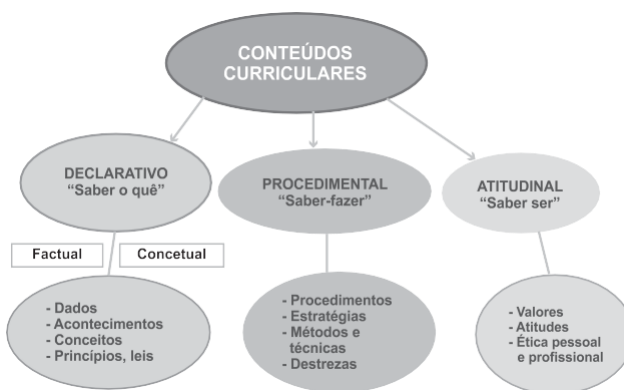 CONTEÚDOS
CURRICULARES
DECLARATIVO
“Saber o quê”
PROCEDIMENTAL
“Saber-fazer”
ATITUDINAL
“Saber ser”
Factual
Concetual
- Dados
- Acontecimentos
- Conceitos
- Princípios, leis
- Procedimentos
- Estratégias
- Métodos e
técnicas
- Destrezas
- Valores
- Atitudes
- Ética pessoal
e profissional